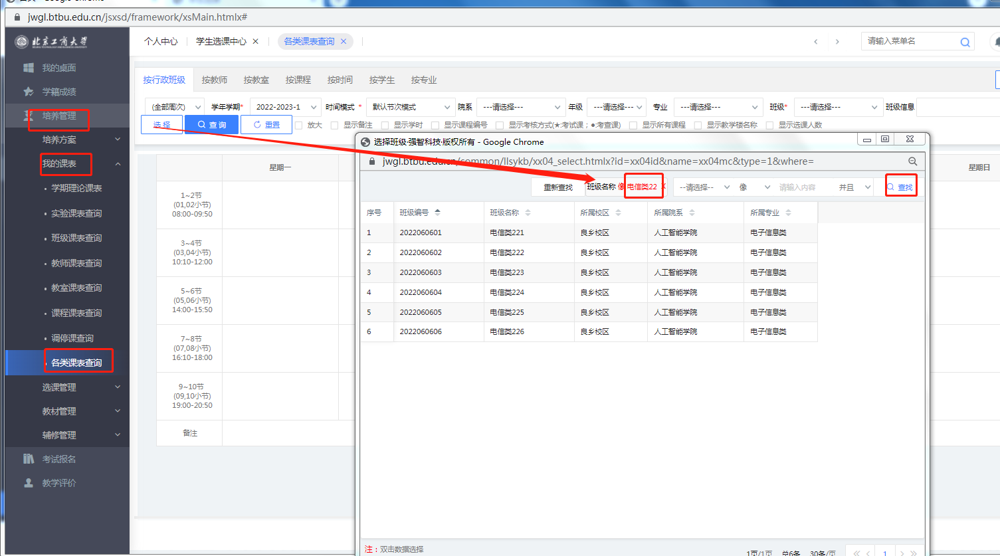 jwgl.btbu.edu.cn/jsxsd/framework/xsMain.htmlx#
北京工商大学
个人中心
学生选课中心 ×
各类课表查询 ×
请输入菜单名
我的桌面
学籍成绩
培养管理
培养方案
我的课表
学期理论课表
实验课表查询
班级课表查询
教师课表查询
教室课表查询
课程课表查询
调停课查询
各类课表查询
选课管理
教材管理
辅修管理
考试报名
教学评价
按行政班级 按教师 按教室 按课程 按时间 按学生 按专业
(全部周次) 学年学期* 2022-2023-1 时间模式 * 默认节次模式 院系 ---请选择--- 年级 ---请选择--- 专业 ---请选择--- 班级* ---请选择--- 班级信息
选 择 查 询 重置 放大 显示备注 显示学时 显示课程编号 显示考核方式(★:考试课；●:考查课) 显示所有课程 显示教学楼名称 显示选课人数
星期一
星期日
1~2节
(01,02小节)
08:00-09:50
3~4节
(03,04小节)
10:10-12:00
5~6节
(05,06小节)
14:00-15:50
7~8节
(07,08小节)
16:10-18:00
9~10节
(09,10小节)
19:00-20:50
备注
选择班级·强智科技·版权所有 - Google Chrome
jwgl.btbu.edu.cn/common/llsykb/xx04_select.htmlx?id=xx04id&name=xx04mc&type=1&where=
重新查找 班级名称 像 电信类22 × --请选择-- 像 请输入内容 并且 查找
序号 班级编号 班级名称 所属校区 所属院系 所属专业
1 2022060601 电信类221 良乡校区 人工智能学院 电子信息类
2 2022060602 电信类222 良乡校区 人工智能学院 电子信息类
3 2022060603 电信类223 良乡校区 人工智能学院 电子信息类
4 2022060604 电信类224 良乡校区 人工智能学院 电子信息类
5 2022060605 电信类225 良乡校区 人工智能学院 电子信息类
6 2022060606 电信类226 良乡校区 人工智能学院 电子信息类
注：双击数据选择
1页/1页 总6条 30条/页 1